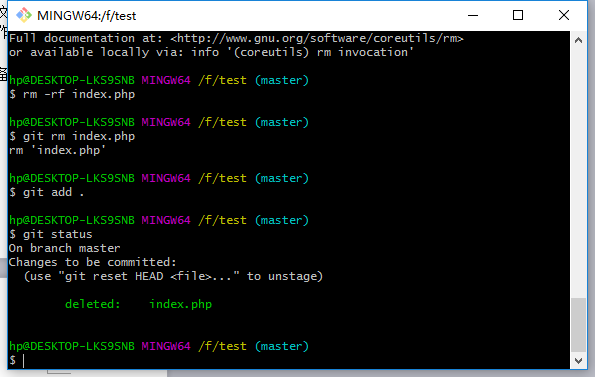 MINGW64:/f/test
Full documentation at: <http://www.gnu.org/software/coreutils/rm>
or available locally via: info '(coreutils) rm invocation'
hp@DESKTOP-LKS9SNB MINGW64 /f/test (master)
$ rm -rf index.php
hp@DESKTOP-LKS9SNB MINGW64 /f/test (master)
$ git rm index.php
rm 'index.php'
hp@DESKTOP-LKS9SNB MINGW64 /f/test (master)
$ git add .
hp@DESKTOP-LKS9SNB MINGW64 /f/test (master)
$ git status
On branch master
Changes to be committed:
  (use "git reset HEAD <file>..." to unstage)
        deleted:    index.php
hp@DESKTOP-LKS9SNB MINGW64 /f/test (master)
$